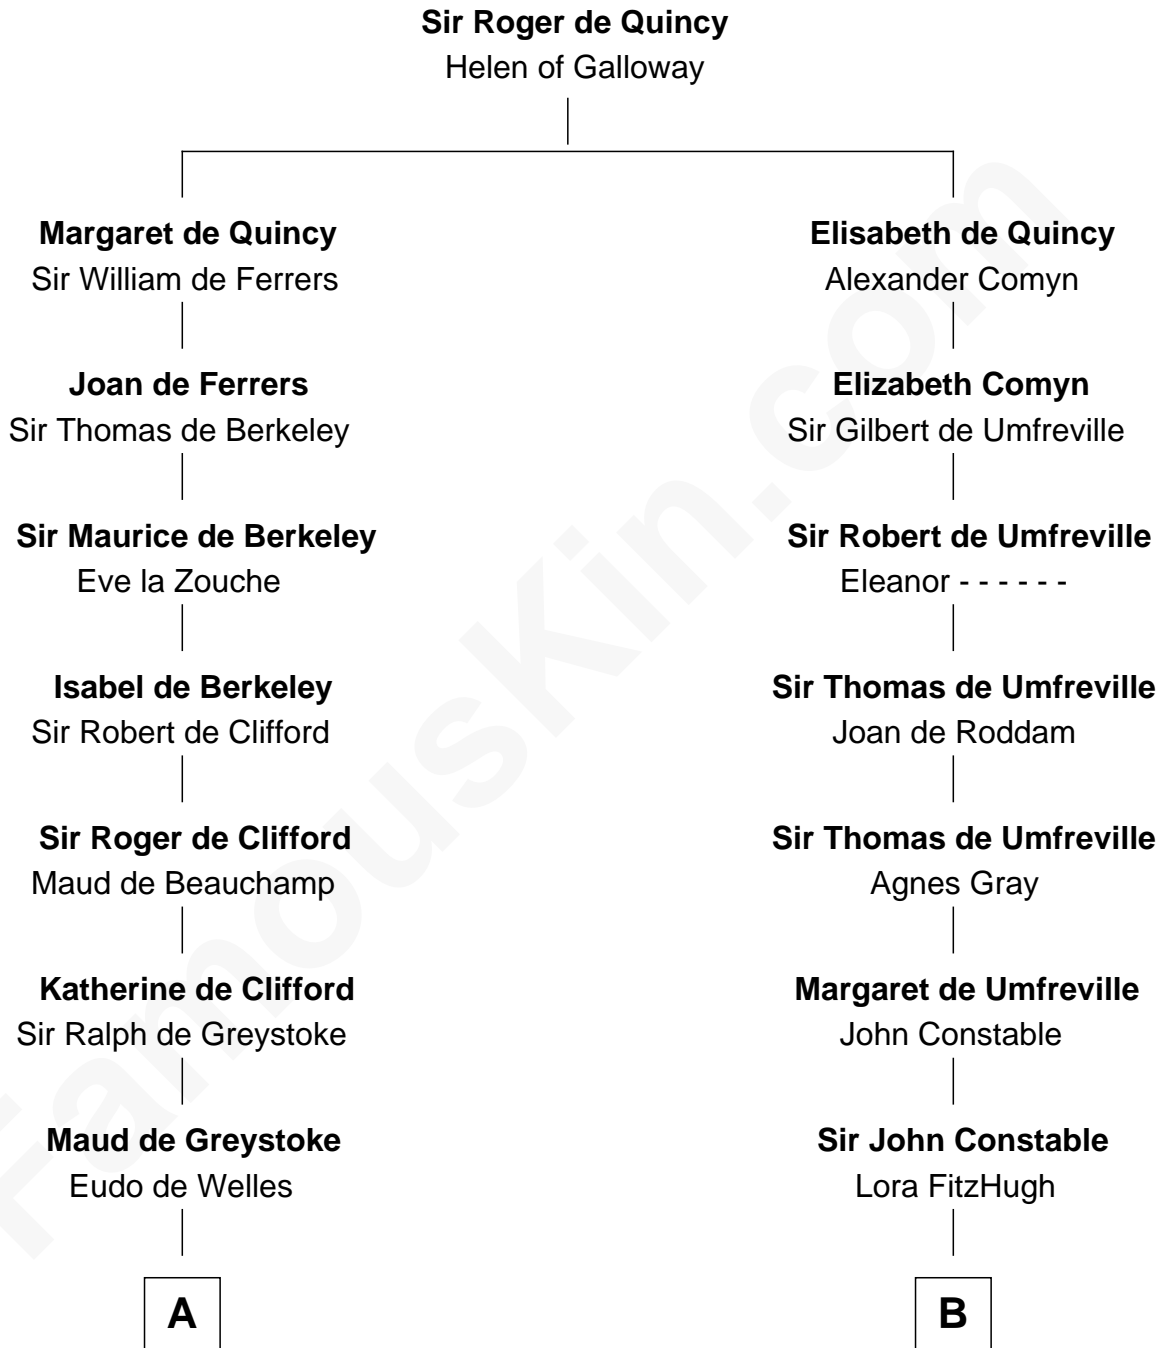 Sir Roger de Quincy
Helen of Galloway
Margaret de Quincy
Sir William de Ferrers
Elisabeth de Quincy
Alexander Comyn
Joan de Ferrers
Sir Thomas de Berkeley
Elizabeth Comyn
Sir Gilbert de Umfreville
Sir Maurice de Berkeley
Eve la Zouche
Sir Robert de Umfreville
Eleanor - - - - - -
Isabel de Berkeley
Sir Robert de Clifford
Sir Thomas de Umfreville
Joan de Roddam
Sir Roger de Clifford
Maud de Beauchamp
Sir Thomas de Umfreville
Agnes Gray
Katherine de Clifford
Sir Ralph de Greystoke
Margaret de Umfreville
John Constable
Maud de Greystoke
Eudo de Welles
Sir John Constable
Lora FitzHugh
A
B
FamousKin.com